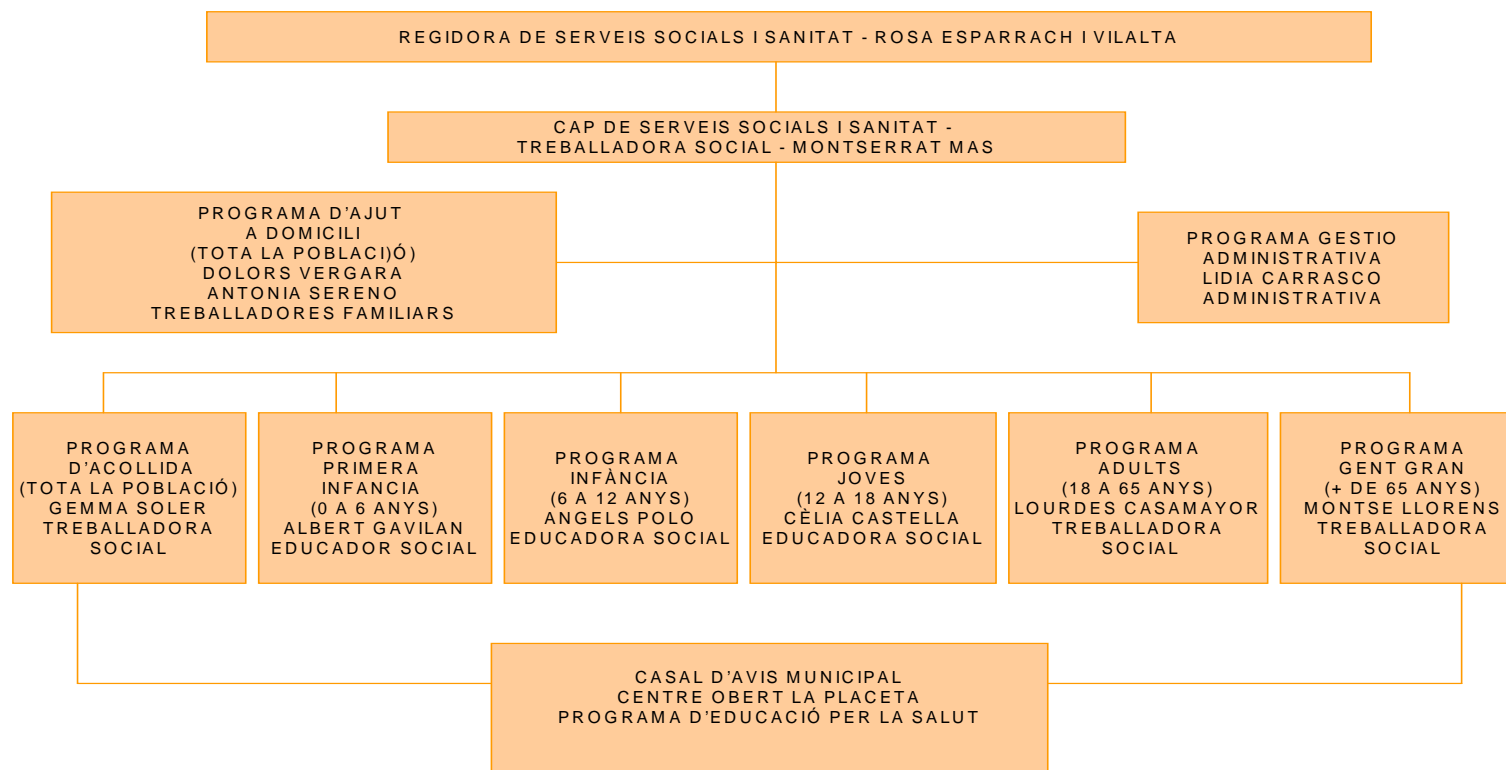 REGIDORA DE SERVEIS SOCIALS I SANITAT - ROSA ESPARRACH I VILALTA
CAP DE SERVEIS SOCIALS I SANITAT -
TREBALLADORA SOCIAL - MONTSERRAT MAS
PROGRAMA D'AJUT
A DOMICILI
(TOTA LA POBLACI)Ó)
DOLORS VERGARA
ANTONIA SERENO
TREBALLADORES FAMILIARS
PROGRAMA GESTIO
ADMINISTRATIVA
LIDIA CARRASCO
ADMINISTRATIVA
PROGRAMA
D'ACOLLIDA
(TOTA LA POBLACIÓ)
GEMMA SOLER
TREBALLADORA
SOCIAL
PROGRAMA
PRIMERA
INFANCIA
(0 A 6 ANYS)
ALBERT GAVILAN
EDUCADOR SOCIAL
PROGRAMA
INFÀNCIA
(6 A 12 ANYS)
ANGELS POLO
EDUCADORA SOCIAL
PROGRAMA
JOVES
(12 A 18 ANYS)
CÈLIA CASTELLA
EDUCADORA SOCIAL
PROGRAMA
ADULTS
(18 A 65 ANYS)
LOURDES CASAMAYOR
TREBALLADORA
SOCIAL
PROGRAMA
GENT GRAN
(+ DE 65 ANYS)
MONTSE LLORENS
TREBALLADORA
SOCIAL
CASAL D'AVIS MUNICIPAL
CENTRE OBERT LA PLACETA
PROGRAMA D'EDUCACIÓ PER LA SALUT